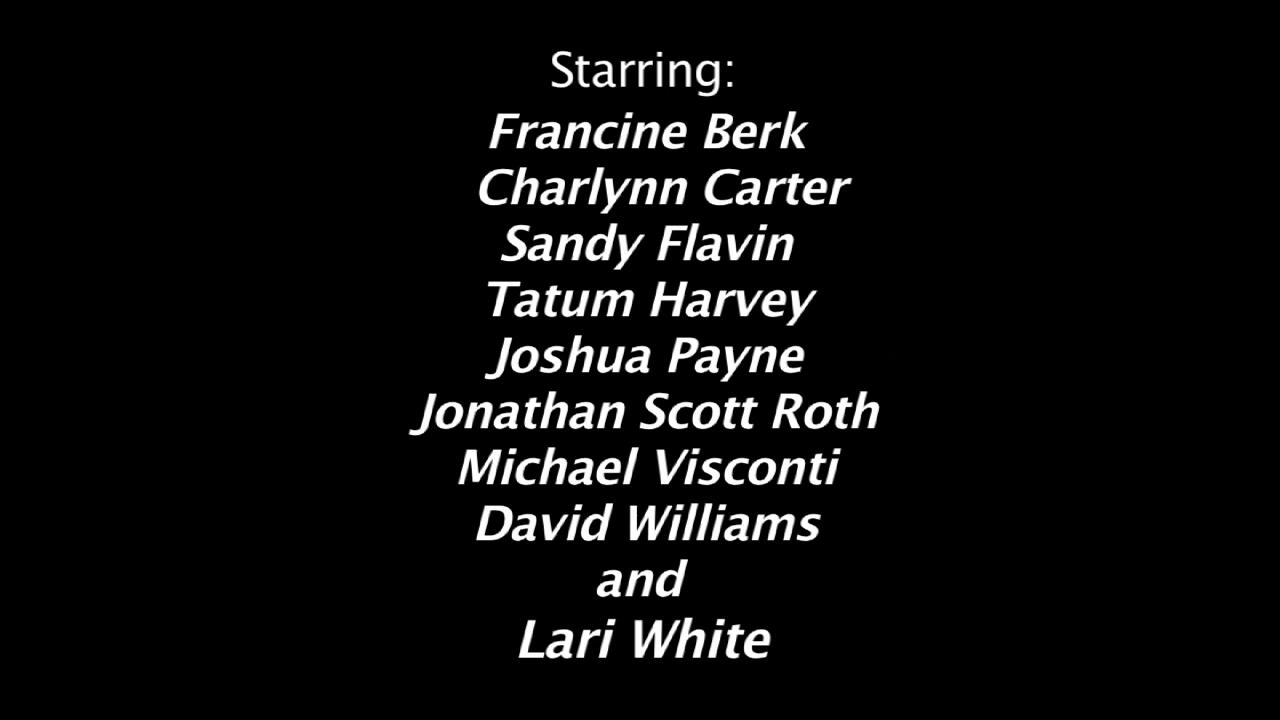 Starring:
Francine Berk
Charlynn Carter
Sandy Flavin
Tatum Harvey
Joshua Payne
Jonathan Scott Roth
Michael Visconti
David Williams
and
Lari White